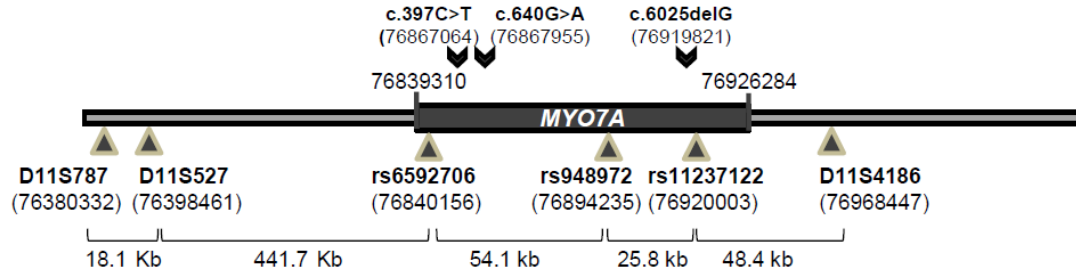 c.397C>T c.640G>A c.6025delG
(76867064) (76867955) (76919821)
76839310 76926284
MYO7A
D11S787 D11S527 rs6592706 rs948972 rs11237122 D11S4186
(76380332) (76398461) (76840156) (76894235) (76920003) (76968447)
18.1 Kb 441.7 Kb 54.1 kb 25.8 kb 48.4 kb